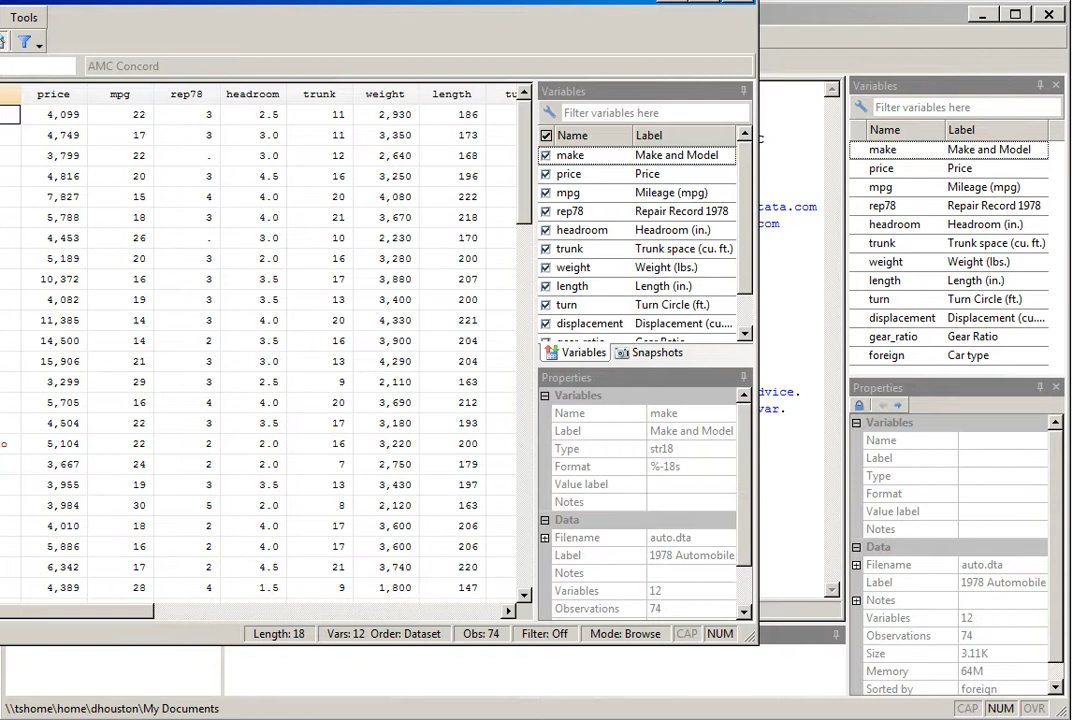 Tools
AMC Concord
price mpg rep78 headroom trunk weight length
4,099 22 3 2.5 11 2,930 186
4,749 17 3 3.0 11 3,350 173
3,799 22 . 3.0 12 2,640 168
4,816 20 3 4.5 16 3,250 196
7,827 15 4 4.0 20 4,080 222
5,788 18 3 4.0 21 3,670 218
4,453 26 . 3.0 10 2,230 170
5,189 20 3 2.0 16 3,280 200
10,372 16 3 3.5 17 3,880 207
4,082 19 3 3.5 13 3,400 200
11,385 14 3 4.0 20 4,330 221
14,500 14 2 3.5 16 3,900 204
15,906 21 3 3.0 13 4,290 204
3,299 29 3 2.5 9 2,110 163
5,705 16 4 4.0 20 3,690 212
4,504 22 3 3.5 17 3,180 193
5,104 22 2 2.0 16 3,220 200
3,667 24 2 2.0 7 2,750 179
3,955 19 3 3.5 13 3,430 197
3,984 30 5 2.0 8 2,120 163
4,010 18 2 4.0 17 3,600 206
5,886 16 2 4.0 17 3,600 206
6,342 17 2 4.5 21 3,740 220
4,389 28 4 1.5 9 1,800 147
Variables
Filter variables here
Name Label
make Make and Model
price Price
mpg Mileage (mpg)
rep78 Repair Record 1978
headroom Headroom (in.)
trunk Trunk space (cu. ft.)
weight Weight (lbs.)
length Length (in.)
turn Turn Circle (ft.)
displacement Displacement (cu....
gear_ratio Gear Ratio
Variables Snapshots
Properties
Variables
Name make
Label Make and Model
Type str18
Format %-18s
Value label
Notes
Data
Filename auto.dta
Label 1978 Automobile
Notes
Variables 12
Observations 74
Length: 18 Vars: 12 Order: Dataset Obs: 74 Filter: Off Mode: Browse CAP NUM
tata.com
com
dvice.
var.
Variables
Filter variables here
Name Label
make Make and Model
price Price
mpg Mileage (mpg)
rep78 Repair Record 1978
headroom Headroom (in.)
trunk Trunk space (cu. ft.)
weight Weight (lbs.)
length Length (in.)
turn Turn Circle (ft.)
displacement Displacement (cu....
gear_ratio Gear Ratio
foreign Car type
Properties
Variables
Name
Label
Type
Format
Value label
Notes
Data
Filename auto.dta
Label 1978 Automobile
Notes
Variables 12
Observations 74
Size 3.11K
Memory 64M
Sorted by foreign
\\tshome\home\dhouston\My Documents
CAP NUM OVR